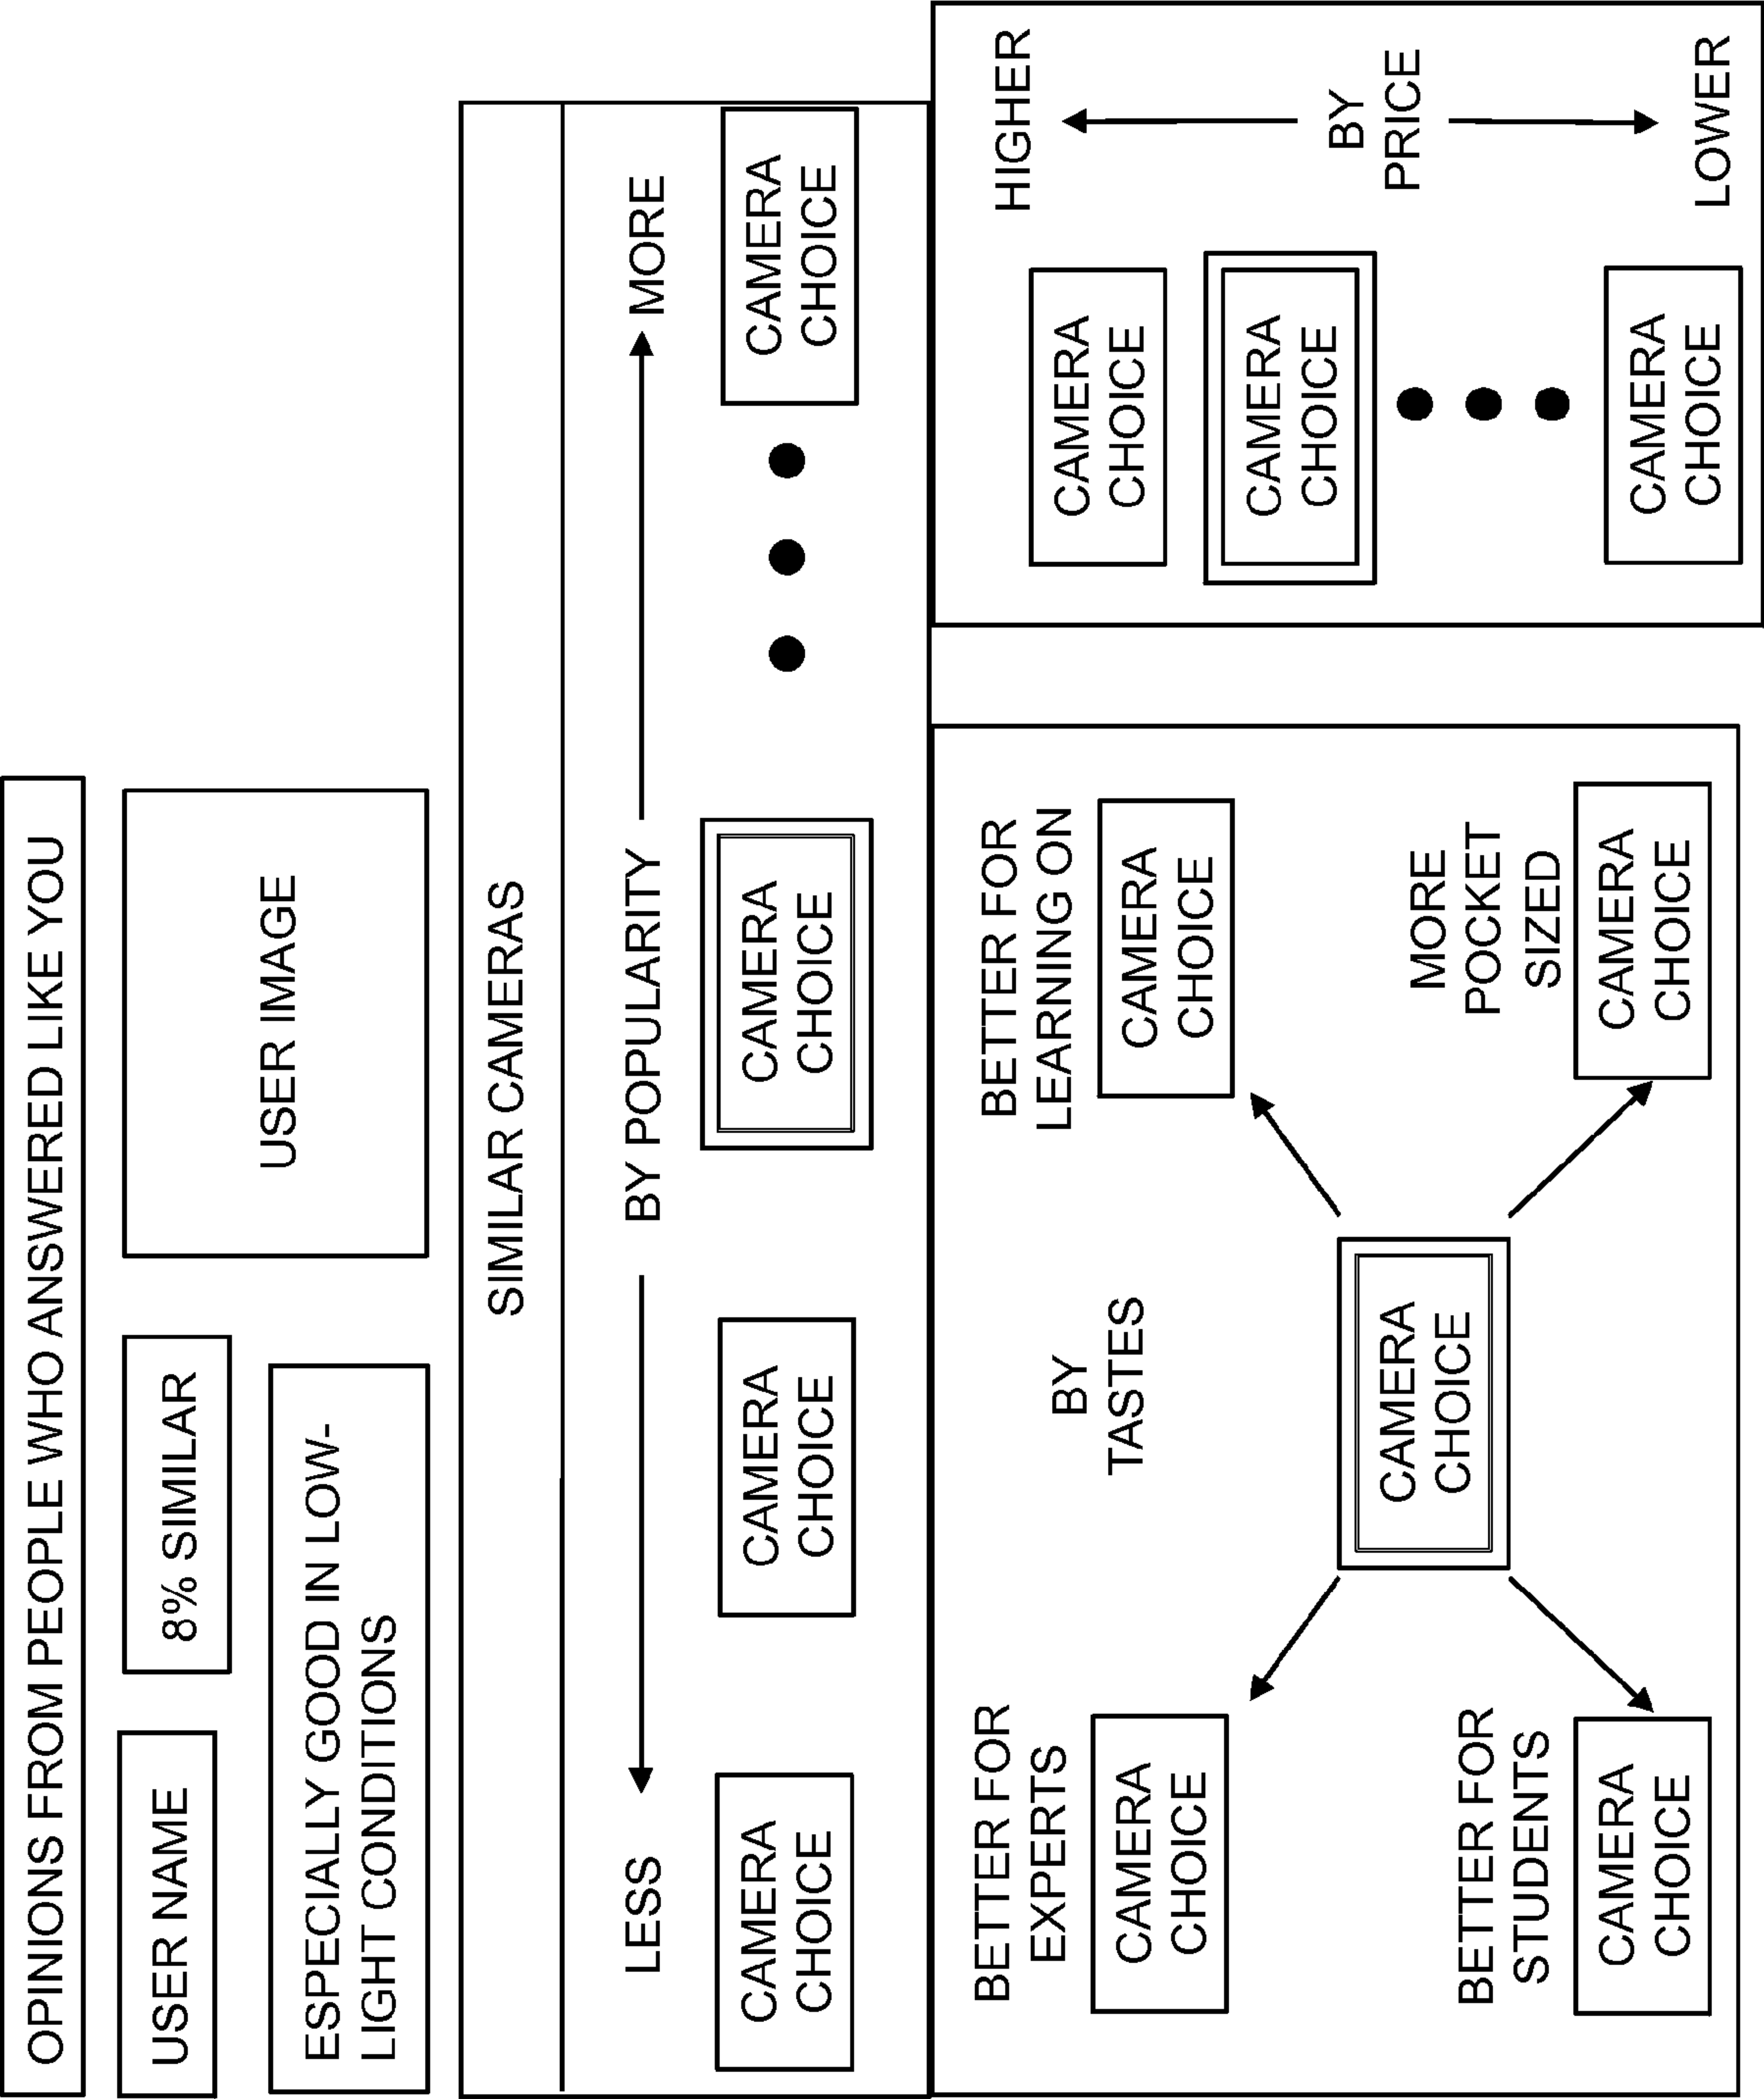 OPINIONS FROM PEOPLE WHO ANSWERED LIKE YOU
USER NAME
8% SIMILAR
USER IMAGE
ESPECIALLY GOOD IN LOW-
LIGHT CONDITIONS
SIMILAR CAMERAS
LESS
BY POPULARITY
MORE
CAMERA
CHOICE
CAMERA
CHOICE
CAMERA
CHOICE
CAMERA
CHOICE
BETTER FOR
EXPERTS
CAMERA
CHOICE
BY
TASTES
BETTER FOR
LEARNING ON
CAMERA
CHOICE
CAMERA
CHOICE
BETTER FOR
STUDENTS
CAMERA
CHOICE
MORE
POCKET
SIZED
CAMERA
CHOICE
HIGHER
CAMERA
CHOICE
CAMERA
CHOICE
BY
PRICE
CAMERA
CHOICE
LOWER